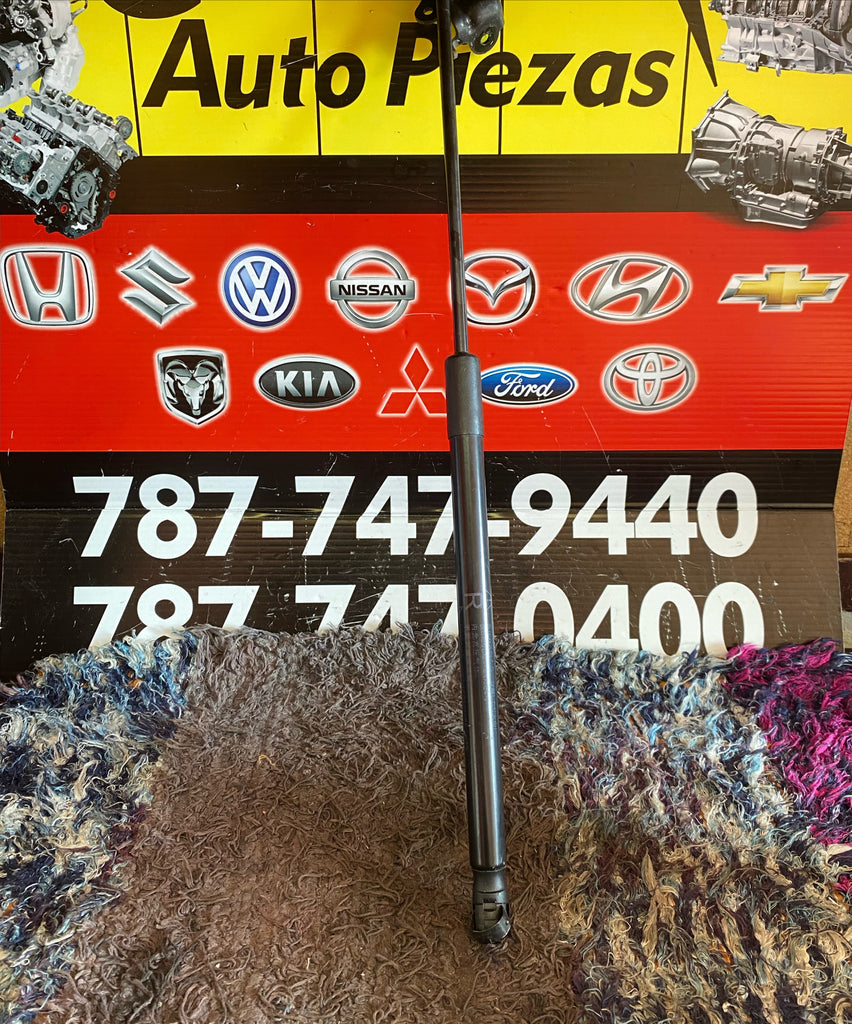 Auto Piezas
NISSAN
KIA
Ford
787-747-9440
787-747-0400
R